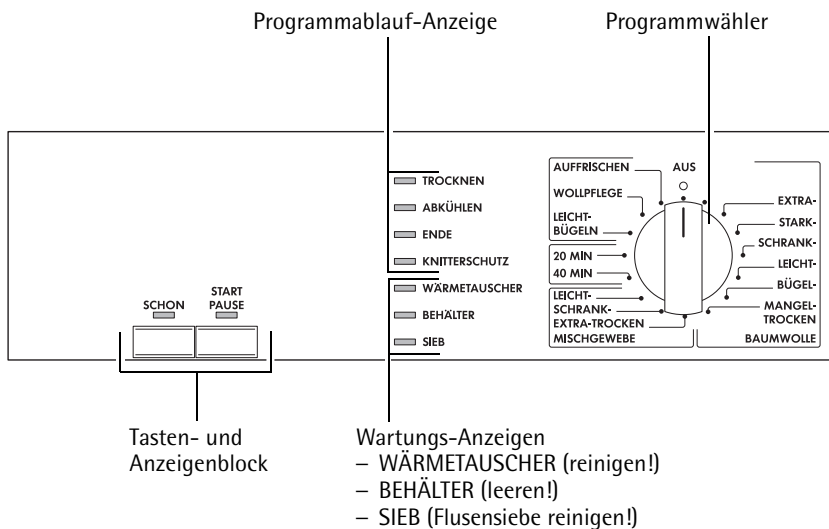 Programmablauf-Anzeige
Programmwähler
TROCKNEN
ABKÜHLEN
ENDE
KNITTERSCHUTZ
WÄRMETAUSCHER
BEHÄLTER
SIEB
SCHON
START
PAUSE
AUS
AUFFRISCHEN
WOLLPFLEGE
LEICHT-
BÜGELN
20 MIN
40 MIN
LEICHT-
SCHRANK-
EXTRA-TROCKEN
MISCHGEWEBE
EXTRA-
STARK-
SCHRANK-
LEICHT-
BÜGEL-
MANGEL-
TROCKEN
BAUMWOLLE
Tasten- und
Anzeigenblock
Wartungs-Anzeigen
– WÄRMETAUSCHER (reinigen!)
– BEHÄLTER (leeren!)
– SIEB (Flusensiebe reinigen!)